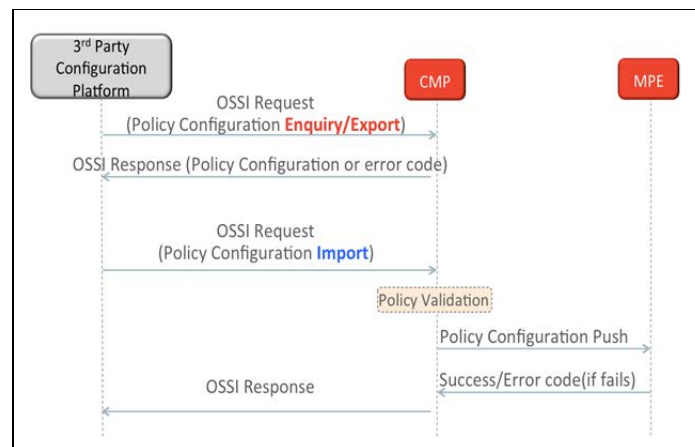 3rd Party
Configuration
Platform
CMP
MPE
OSSI Request
(Policy Configuration Enquiry/Export)
OSSI Response (Policy Configuration or error code)
OSSI Request
(Policy Configuration Import)
Policy Validation
Policy Configuration Push
Success/Error code(if fails)
OSSI Response